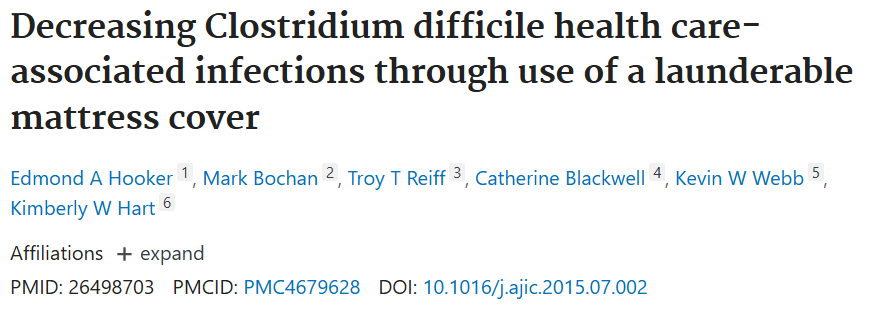 Decreasing Clostridium difficile health care-
associated infections through use of a launderable
mattress cover
Edmond A Hooker 1, Mark Bochan 2, Troy T Reiff 3, Catherine Blackwell 4, Kevin W Webb 5,
Kimberly W Hart 6
Affiliations + expand
PMID: 26498703 PMCID: PMC4679628 DOI: 10.1016/j.ajic.2015.07.002